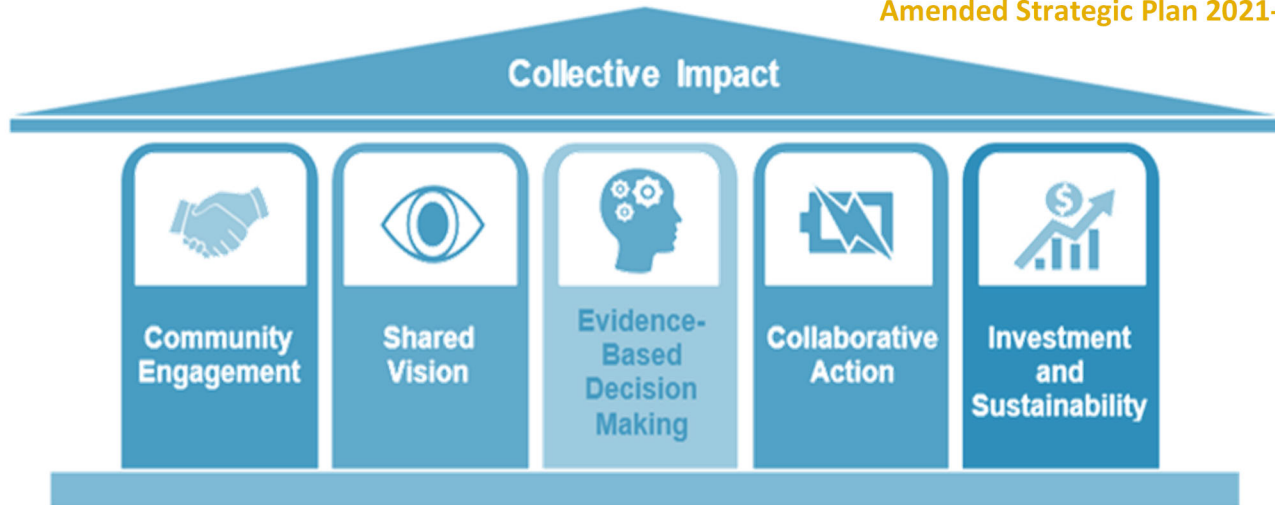 Amended Strategic Plan 2021-
Collective Impact
Community
Engagement
Shared
Vision
Evidence-
Based
Decision
Making
Collaborative
Action
$
Investment
and
Sustainability